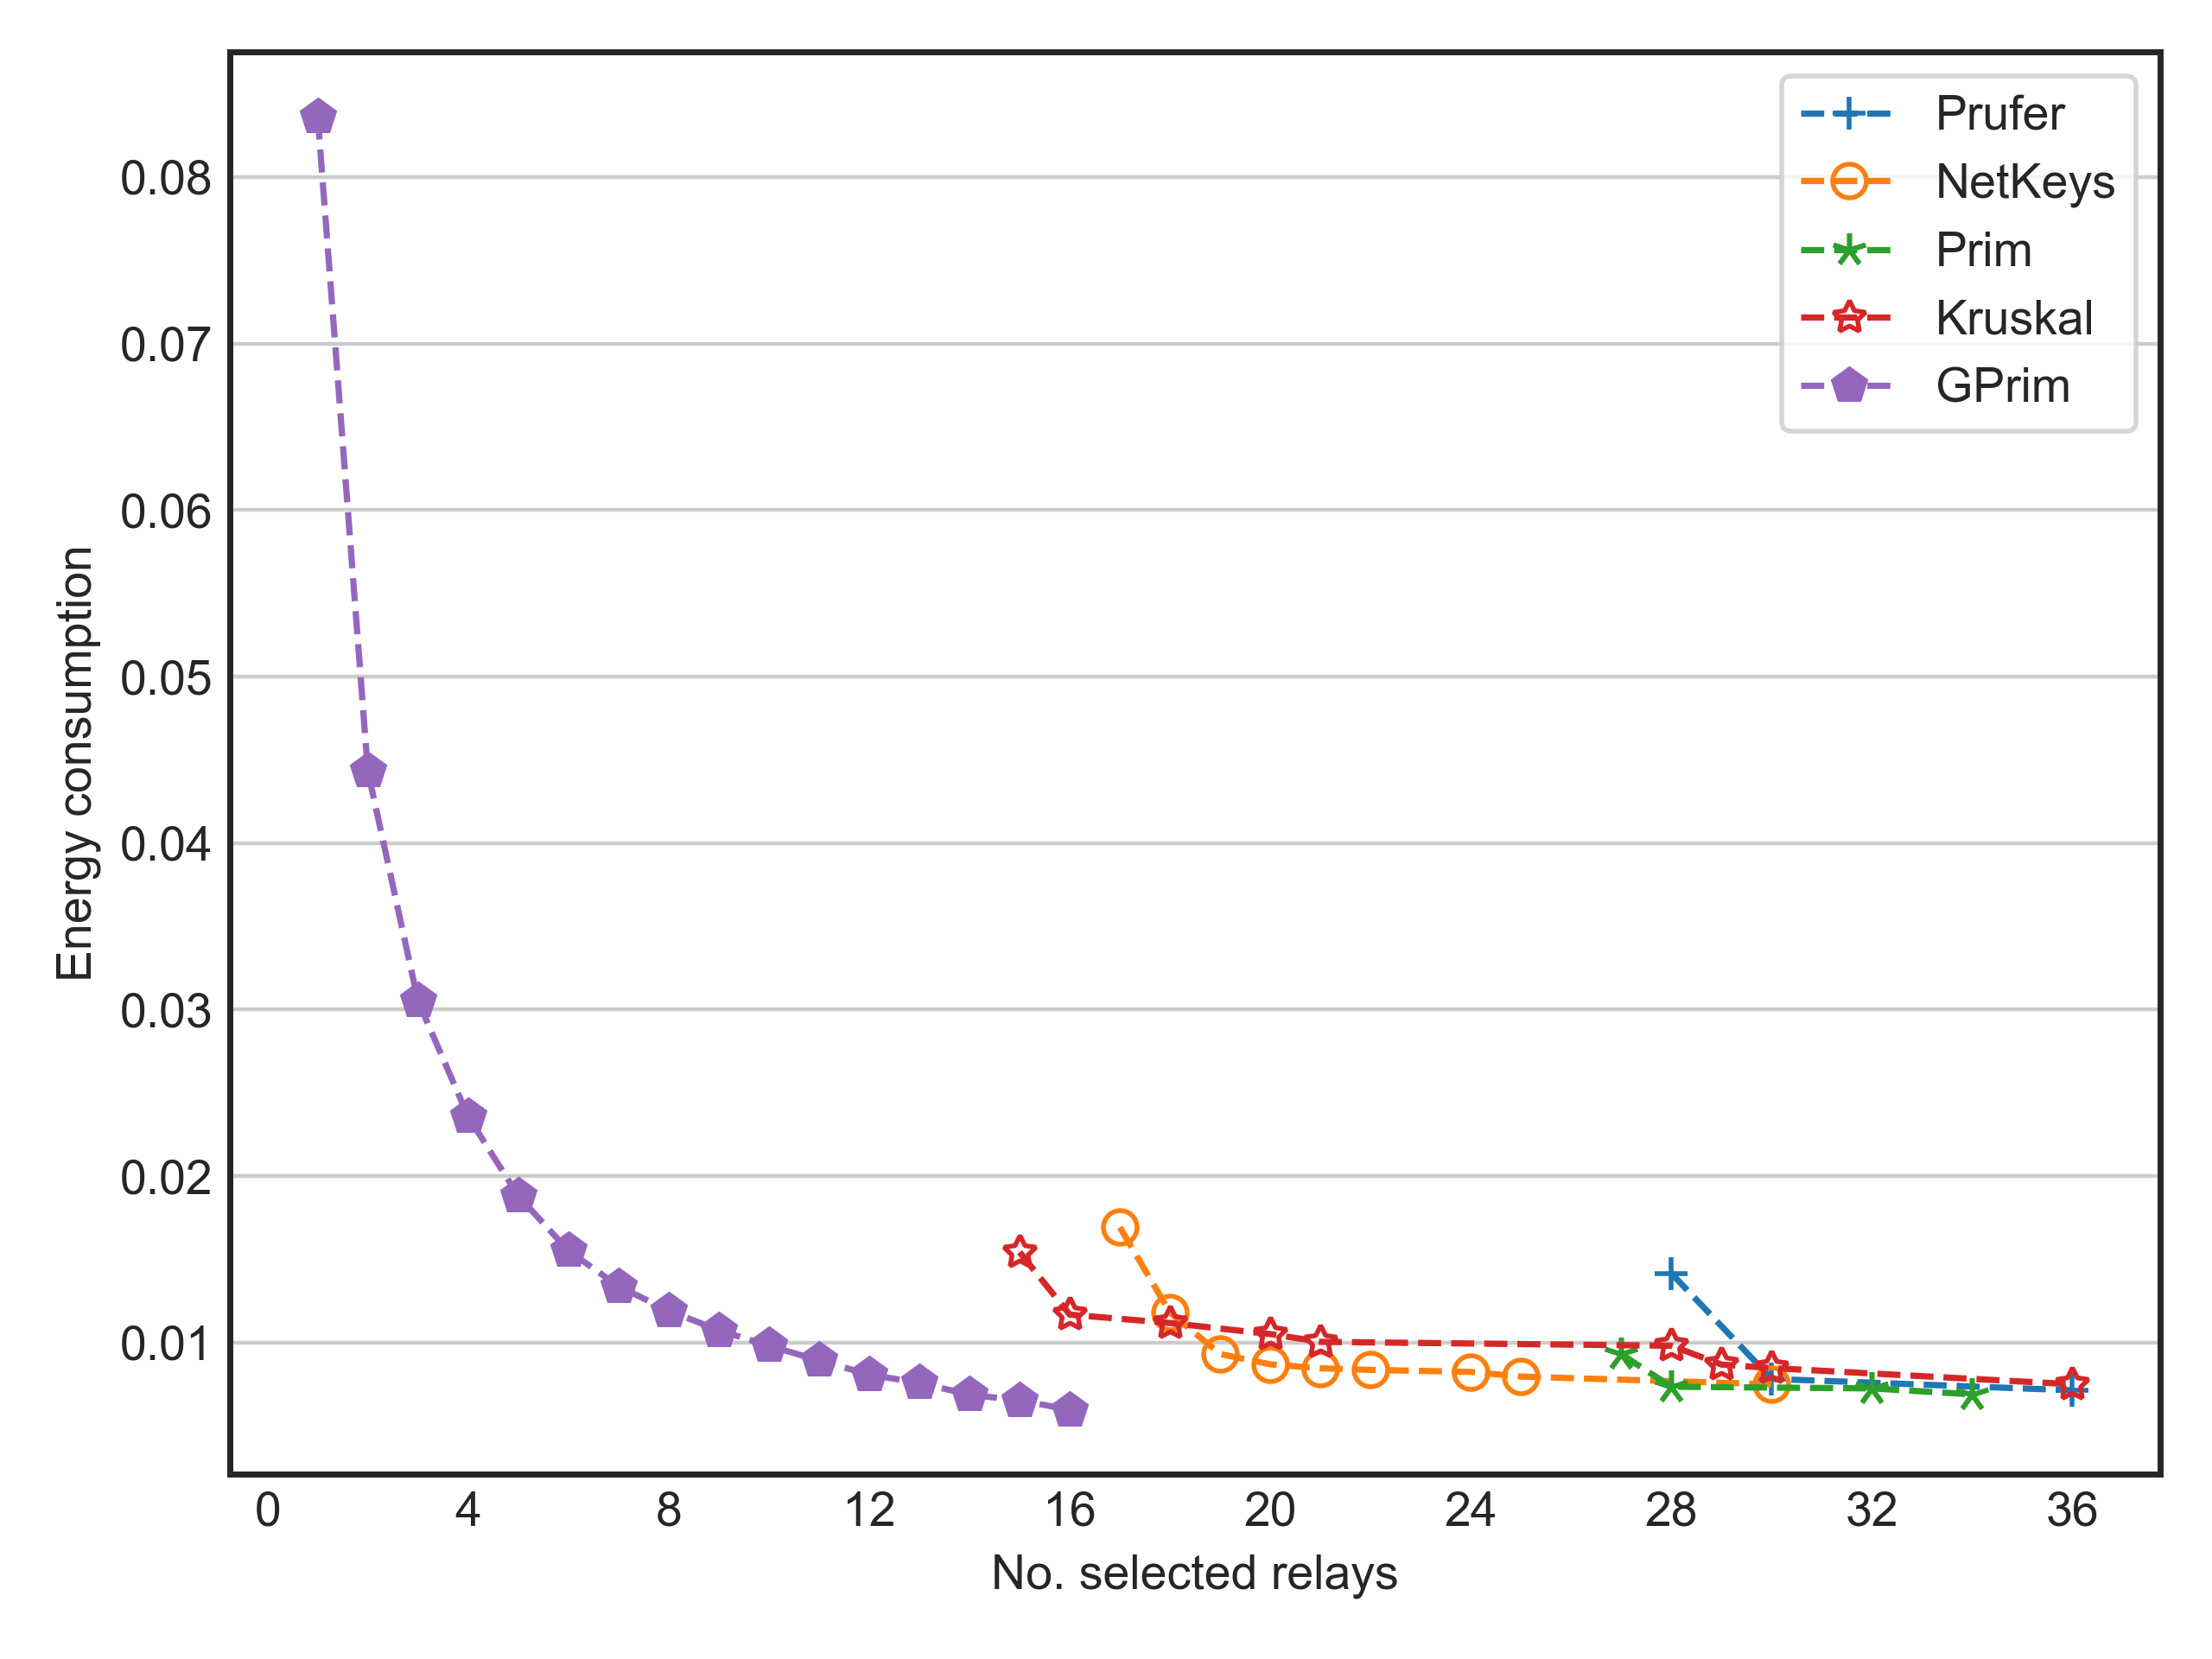 Prufer
NetKeys
Prim
Kruskal
GPrim
0.08
0.07
0.06
0.05
0.04
0.03
0.02
0.01
Energy consumption
0 4 8 12 16 20 24 28 32 36
No. selected relays